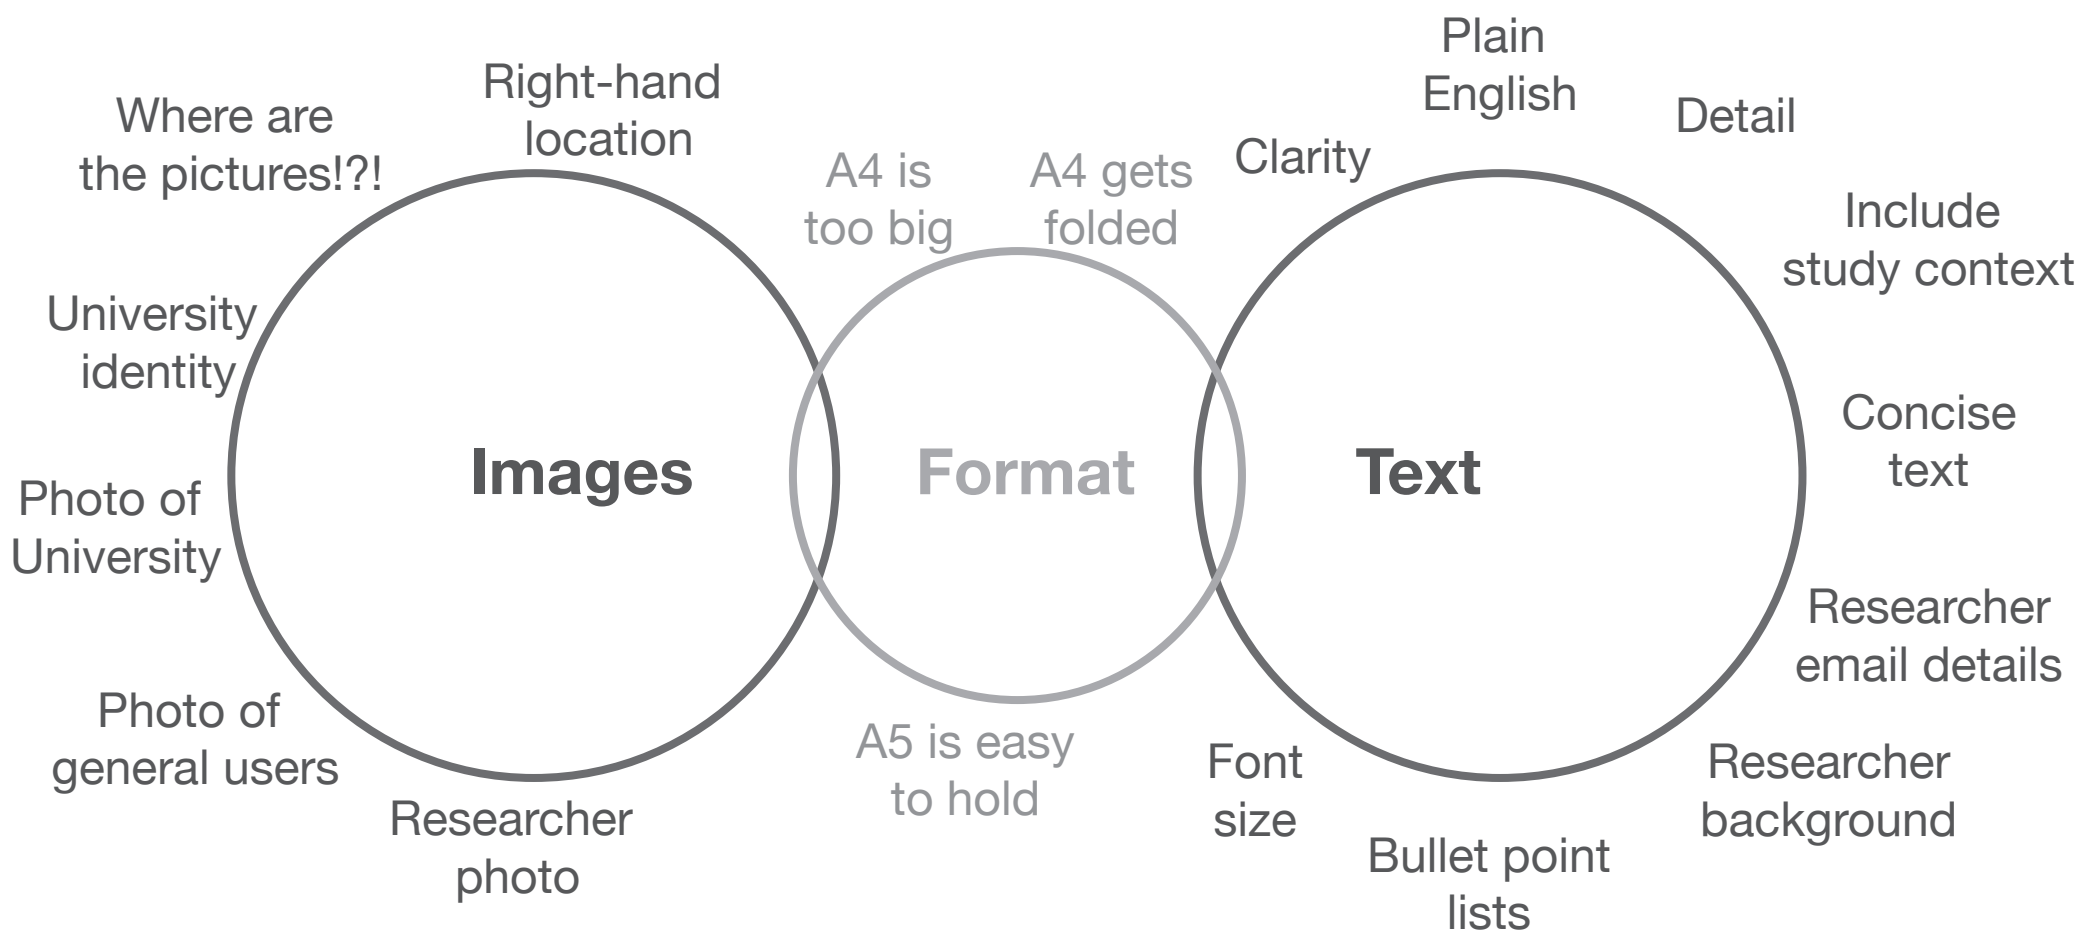 Where are
the pictures!?!
Right-hand
location
University
identity
Photo of
University
Photo of
general users
Researcher
photo
Images
A4 is
too big
A4 gets
folded
Format
A5 is easy
to hold
Clarity
Plain
English
Detail
Include
study context
Concise
text
Researcher
email details
Researcher
background
Bullet point
lists
Font
size
Text